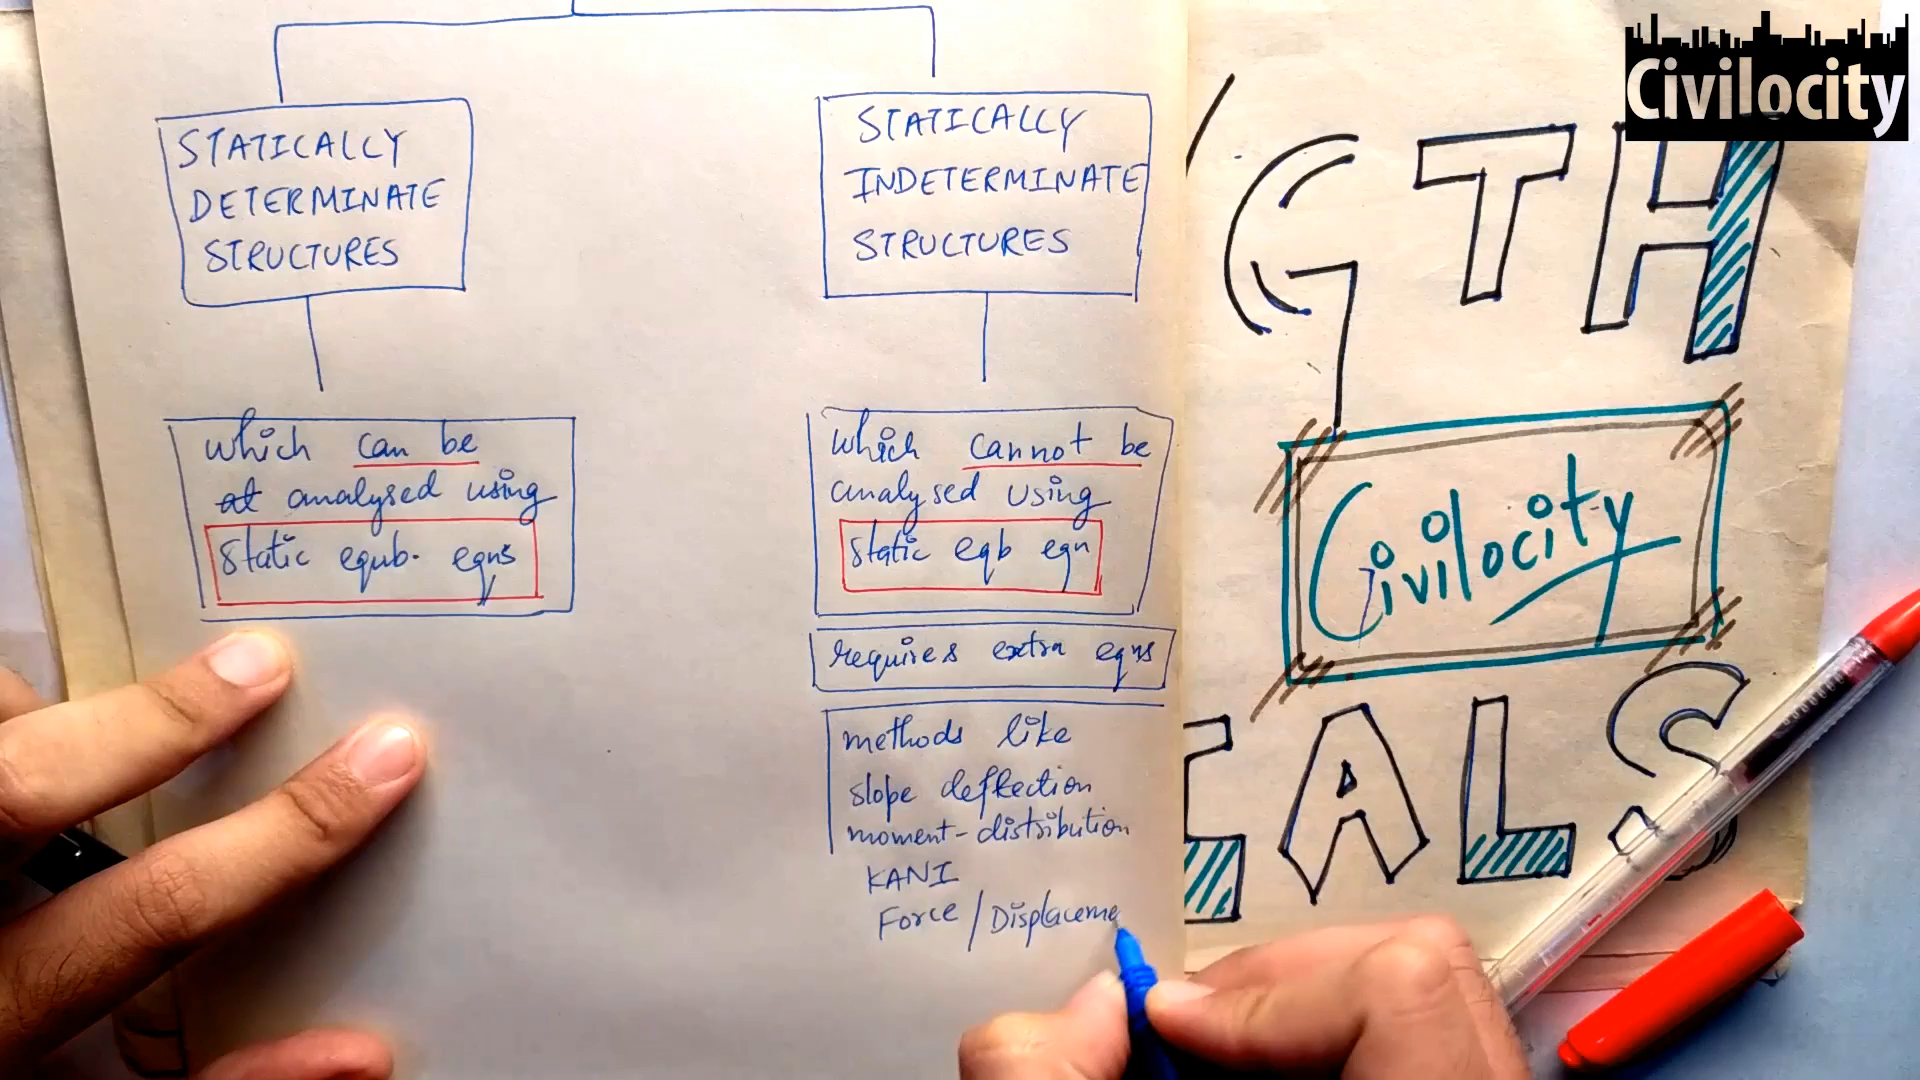 STATICALLY
DETERMINATE
STRUCTURES
which can be
at analysed using
static equb. eqns
STATICALLY
INDETERMINATE
STRUCTURES
which cannot be
analysed using
static eqb eqn
requires extra eqns
methods like
slope deflection
moment-distribution
KANI
Force / Displaceme
Civilocity
GTH
Civilocity
ALS